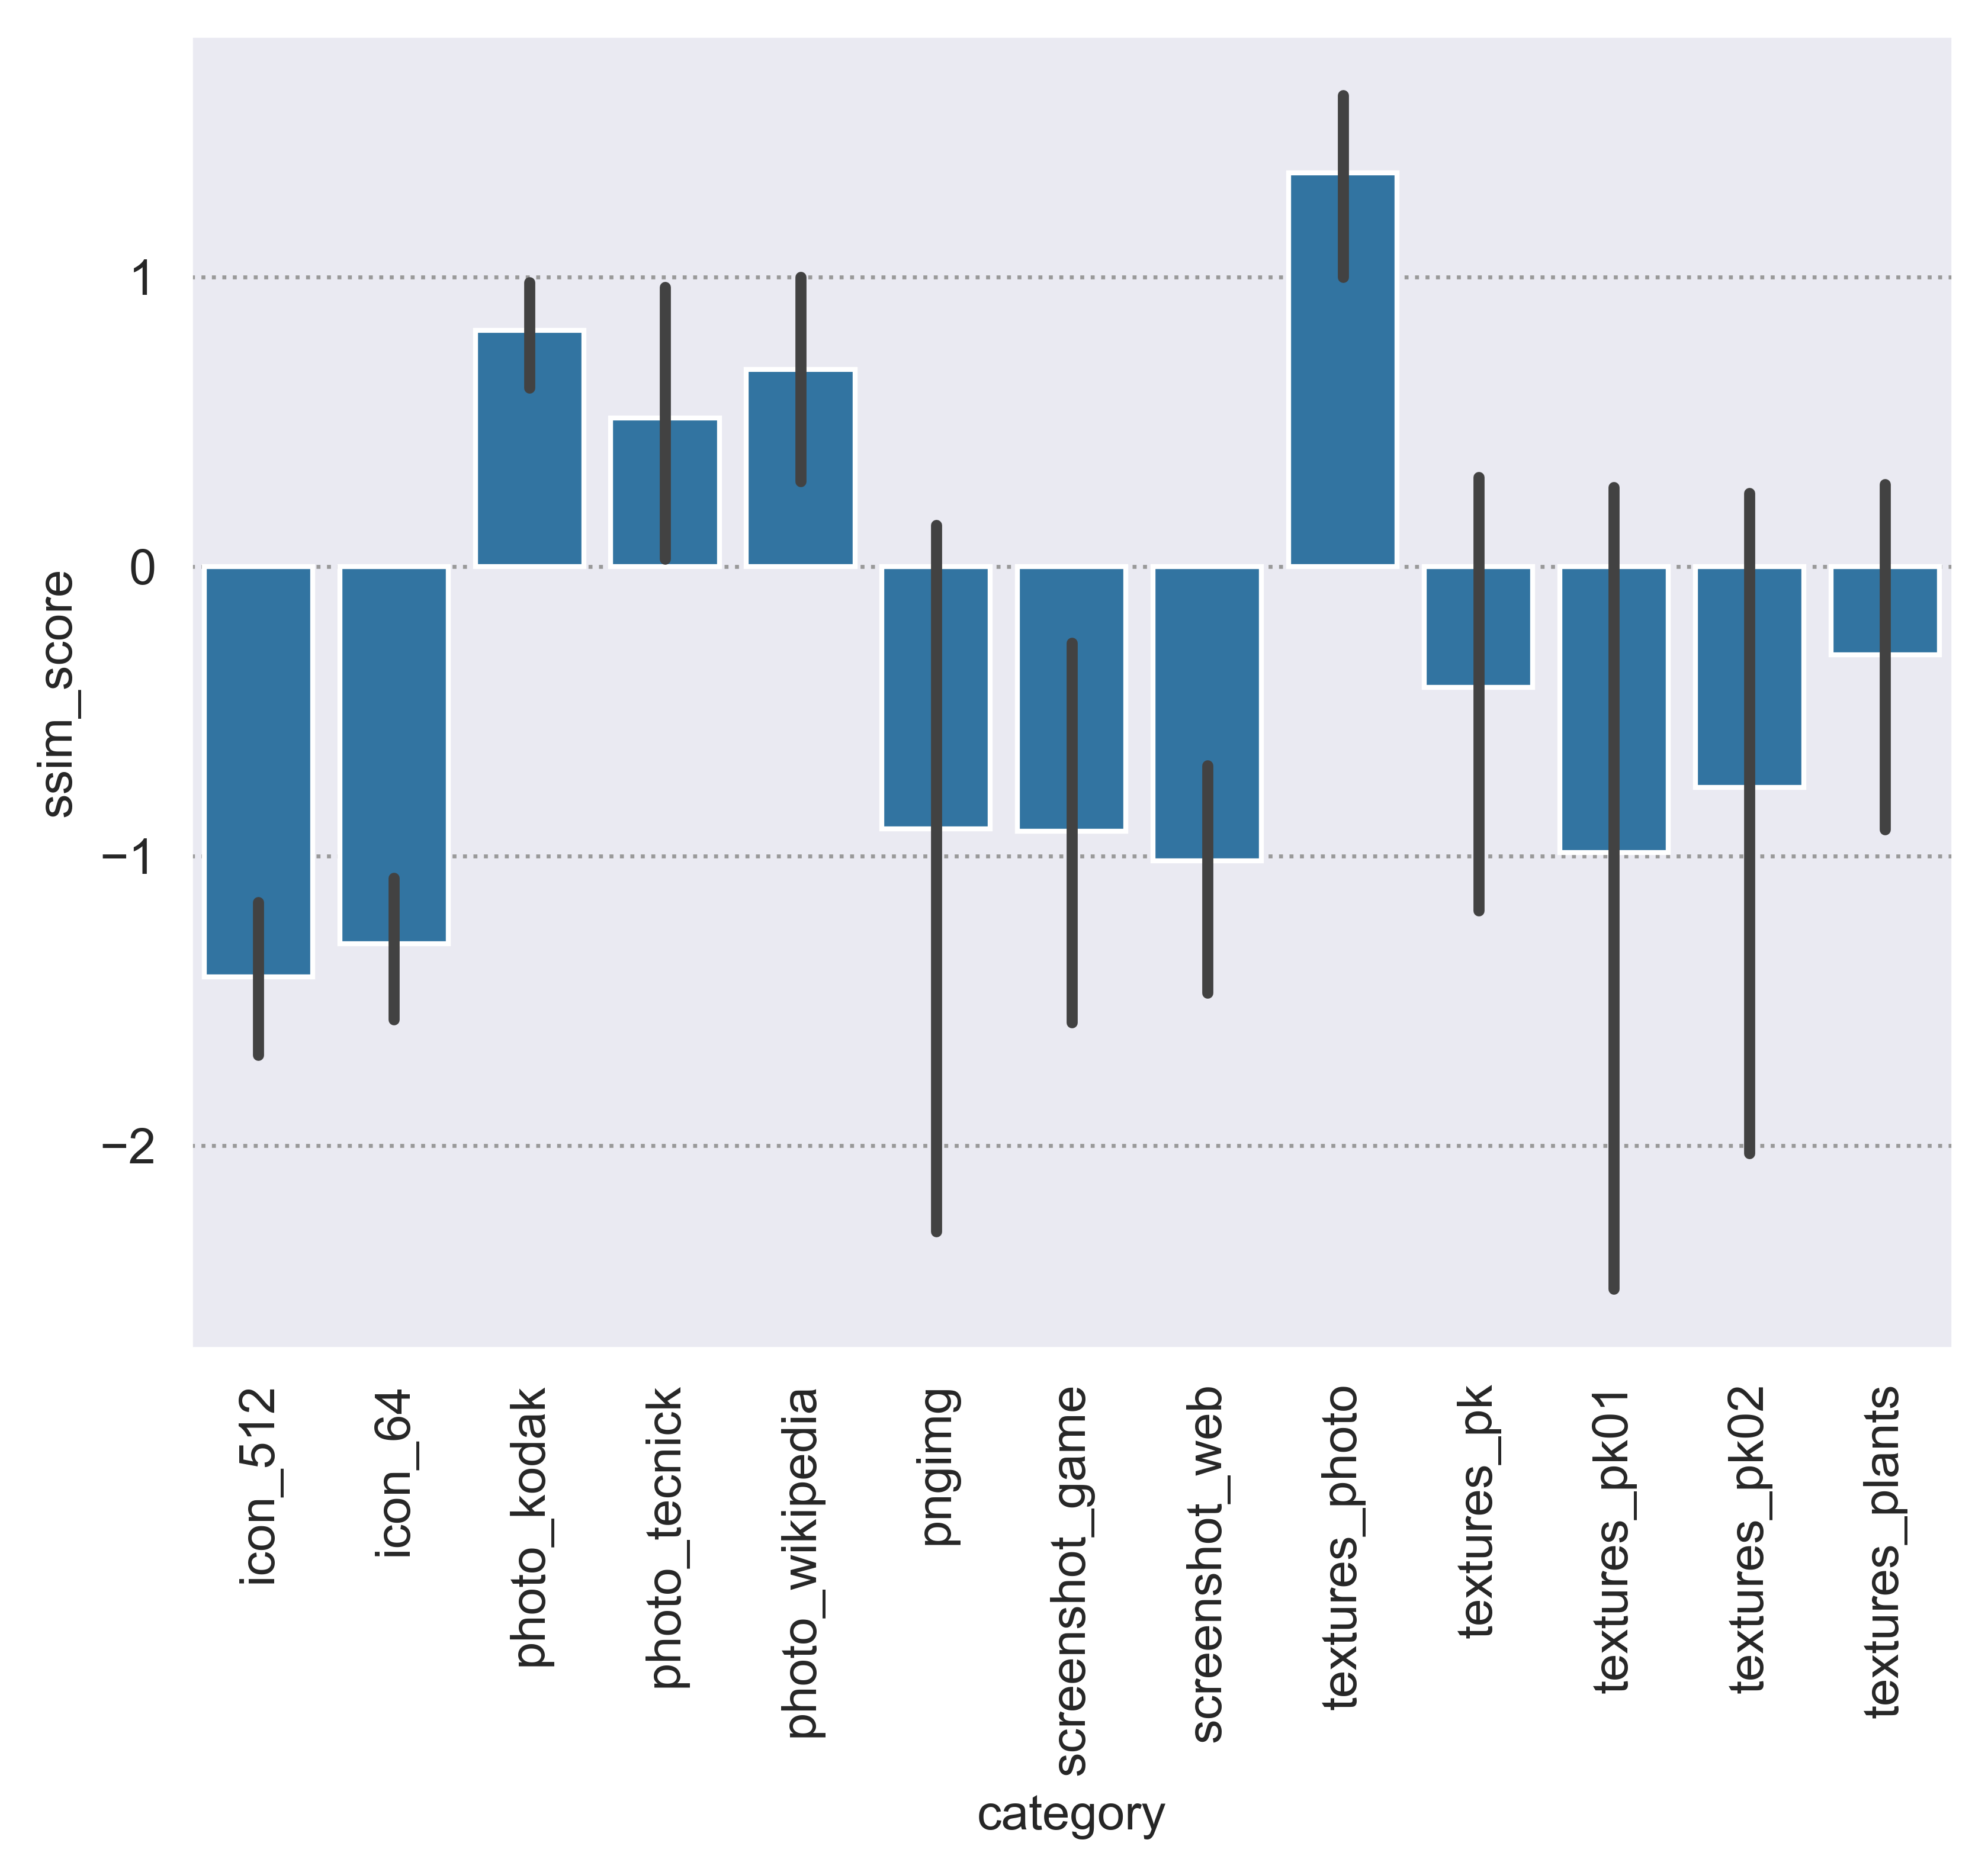 ssim_score
1
0
−1
−2
icon_512
icon_64
photo_kodak
photo_tecnick
photo_wikipedia
pngimg
screenshot_game
screenshot_web
textures_photo
textures_pk
textures_pk01
textures_pk02
textures_plants
category